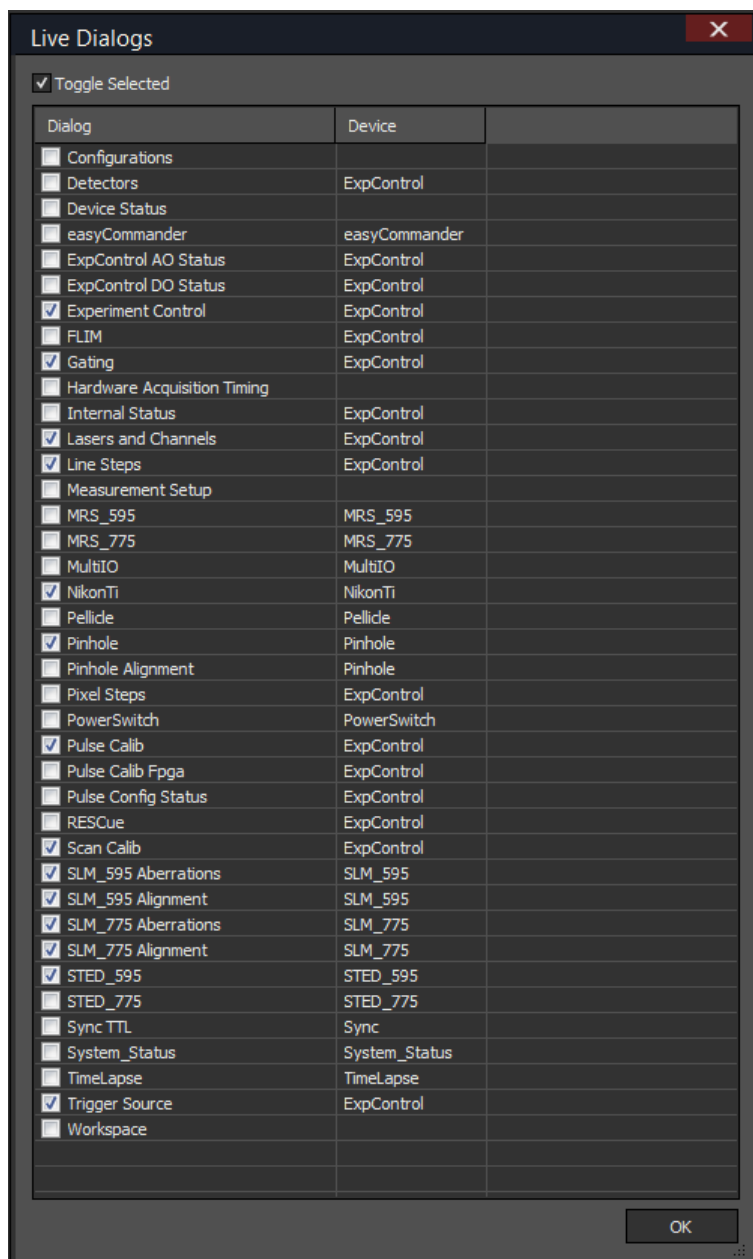 Live Dialogs
Toggle Selected
Dialog Device
Configurations
Detectors ExpControl
Device Status
easyCommander easyCommander
ExpControl AO Status ExpControl
ExpControl DO Status ExpControl
Experiment Control ExpControl
FLIM ExpControl
Gating ExpControl
Hardware Acquisition Timing
Internal Status ExpControl
Lasers and Channels ExpControl
Line Steps ExpControl
Measurement Setup
MRS_595 MRS_595
MRS_775 MRS_775
MultiIO MultiIO
NikonTi NikonTi
Pellicle Pellicle
Pinhole Pinhole
Pinhole Alignment Pinhole
Pixel Steps ExpControl
PowerSwitch PowerSwitch
Pulse Calib ExpControl
Pulse Calib Fpga ExpControl
Pulse Config Status ExpControl
RESCue ExpControl
Scan Calib ExpControl
SLM_595 Aberrations SLM_595
SLM_595 Alignment SLM_595
SLM_775 Aberrations SLM_775
SLM_775 Alignment SLM_775
STED_595 STED_595
STED_775 STED_775
Sync TTL Sync
System_Status System_Status
TimeLapse TimeLapse
Trigger Source ExpControl
Workspace
OK